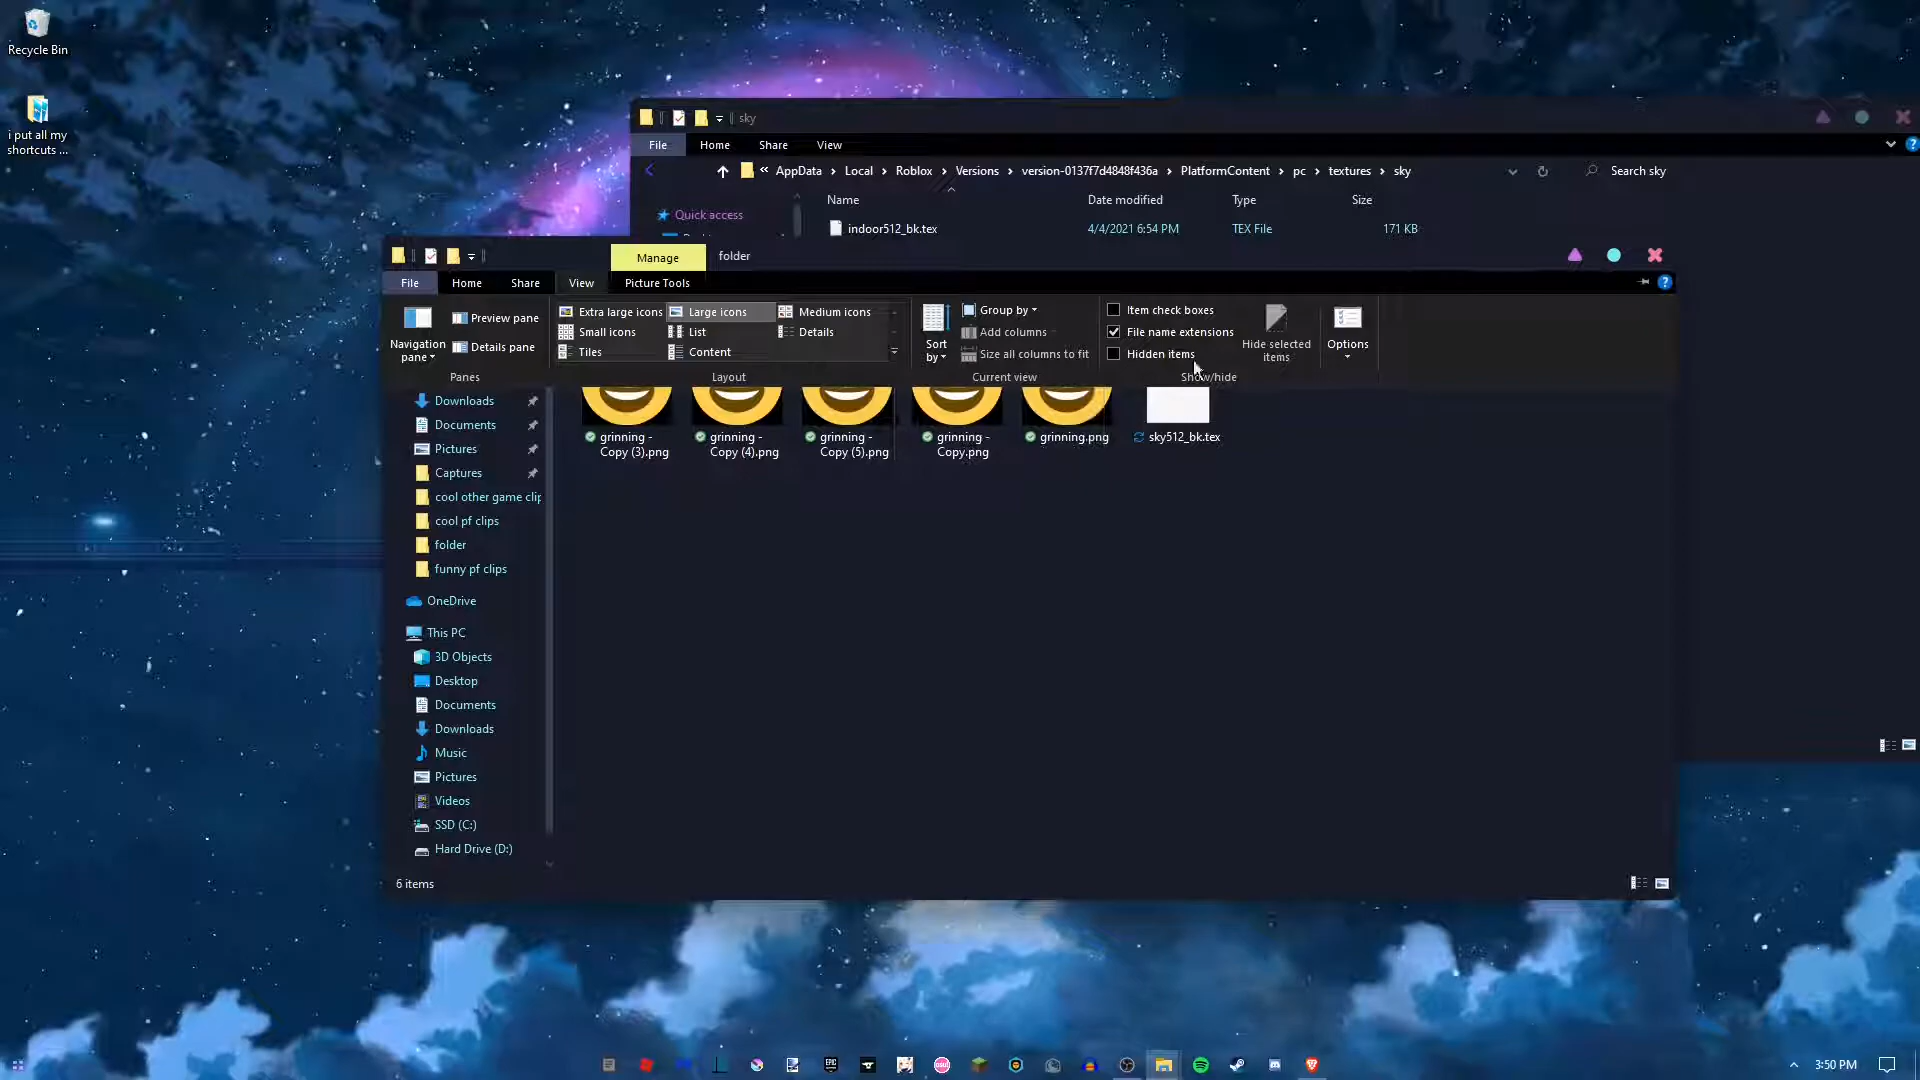 Recycle Bin
i put all my
shortcuts ...
sky
File Home Share View
« AppData › Local › Roblox › Versions › version-0137f7d4848f436a › PlatformContent › pc › textures › sky
Search sky
Name Date modified Type Size
Quick access
indoor512_bk.tex 4/4/2021 6:54 PM TEX File 171 KB
Manage folder
File Home Share View Picture Tools
Navigation
pane
Preview pane
Details pane
Panes
Extra large icons Large icons Medium icons
Small icons List Details
Tiles Content
Layout
Sort
by
Group by
Add columns
Size all columns to fit
Current view
Item check boxes
File name extensions
Hidden items
Hide selected
items
Show/hide
Options
Downloads
Documents
Pictures
Captures
cool other game clip
cool pf clips
folder
funny pf clips
OneDrive
This PC
3D Objects
Desktop
Documents
Downloads
Music
Pictures
Videos
SSD (C:)
Hard Drive (D:)
grinning -
Copy (3).png
grinning -
Copy (4).png
grinning -
Copy (5).png
grinning -
Copy.png
grinning.png
sky512_bk.tex
6 items
EPIC
3:50 PM